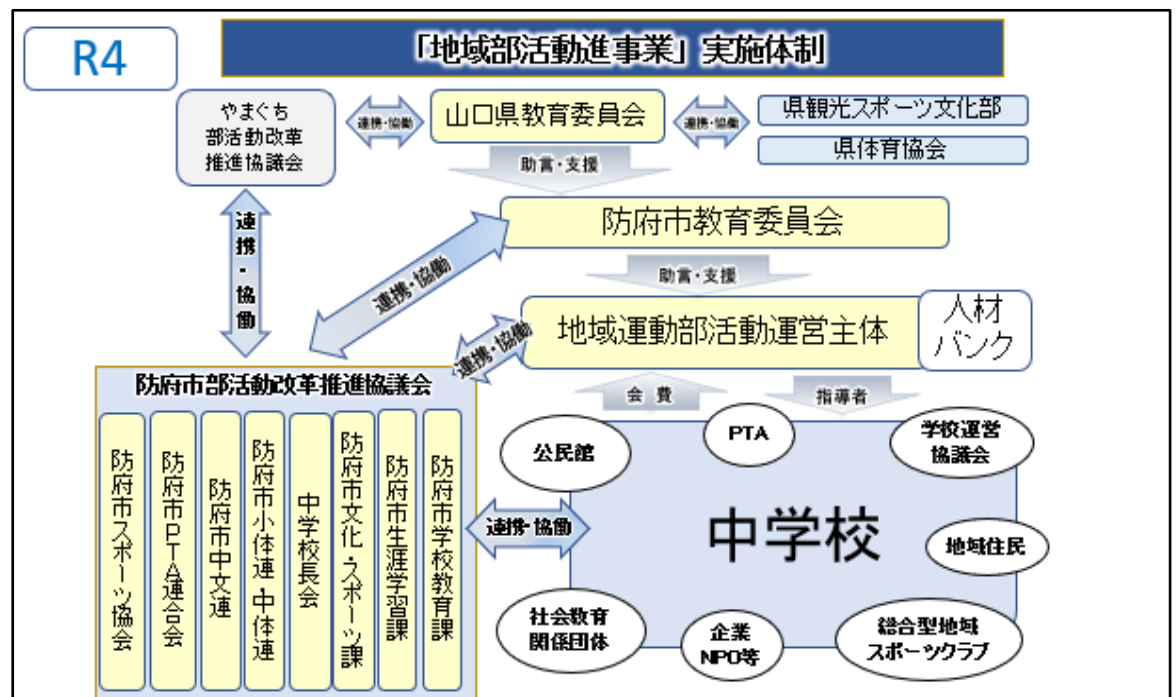 R4
「地域部活動進事業」実施体制
やまぐち
部活動改革
推進協議会
連携・協働
山口県教育委員会
連携・協働
県観光スポーツ文化部
県体育協会
助言・支援
防府市教育委員会
連携・協働
連携・協働
助言・支援
地域運動部活動運営主体
人材
バンク
連携・協働
防府市部活動改革推進協議会
防府市スポーツ協会
防府市PTA連合会
防府市中文連
防府市小体連・中体連
中学校長会
防府市文化・スポーツ課
防府市生涯学習課
防府市学校教育課
連携・協働
会費
指導者
公民館
PTA
学校運営
協議会
中学校
地域住民
社会教育
関係団体
企業
NPO等
総合型地域
スポーツクラブ